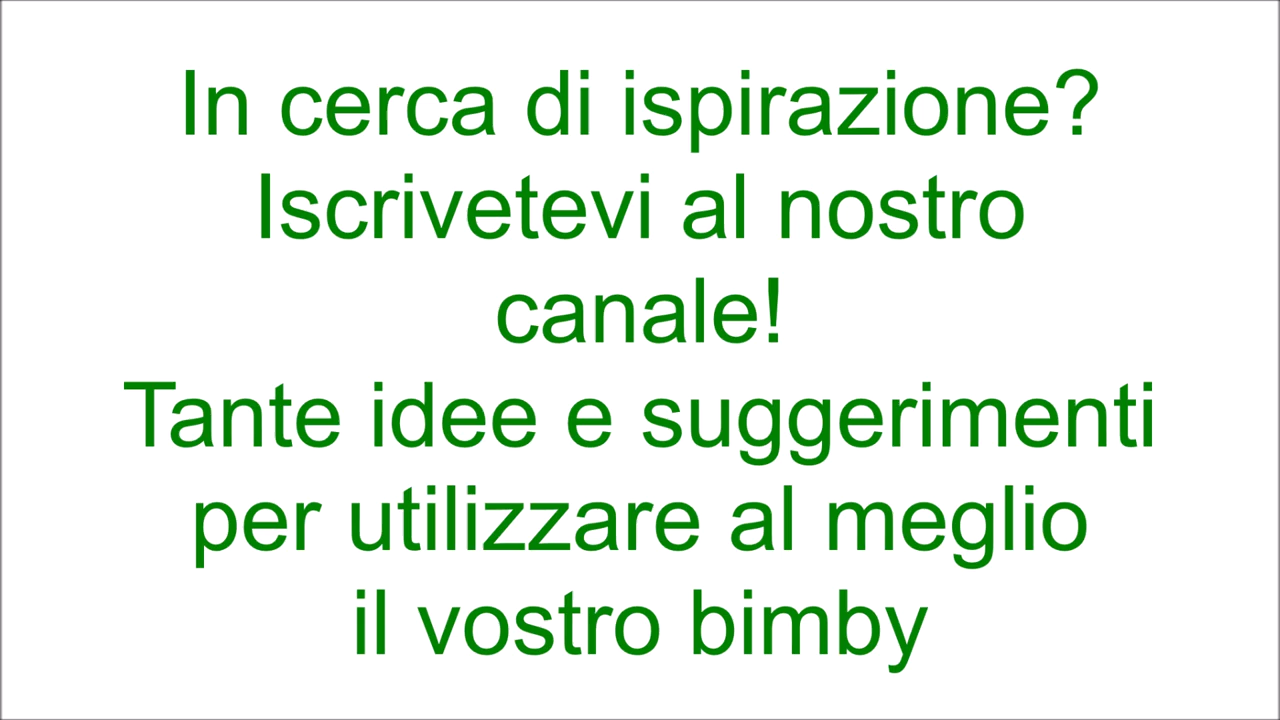 In cerca di ispirazione?
Iscrivetevi al nostro
canale!
Tante idee e suggerimenti
per utilizzare al meglio
il vostro bimby